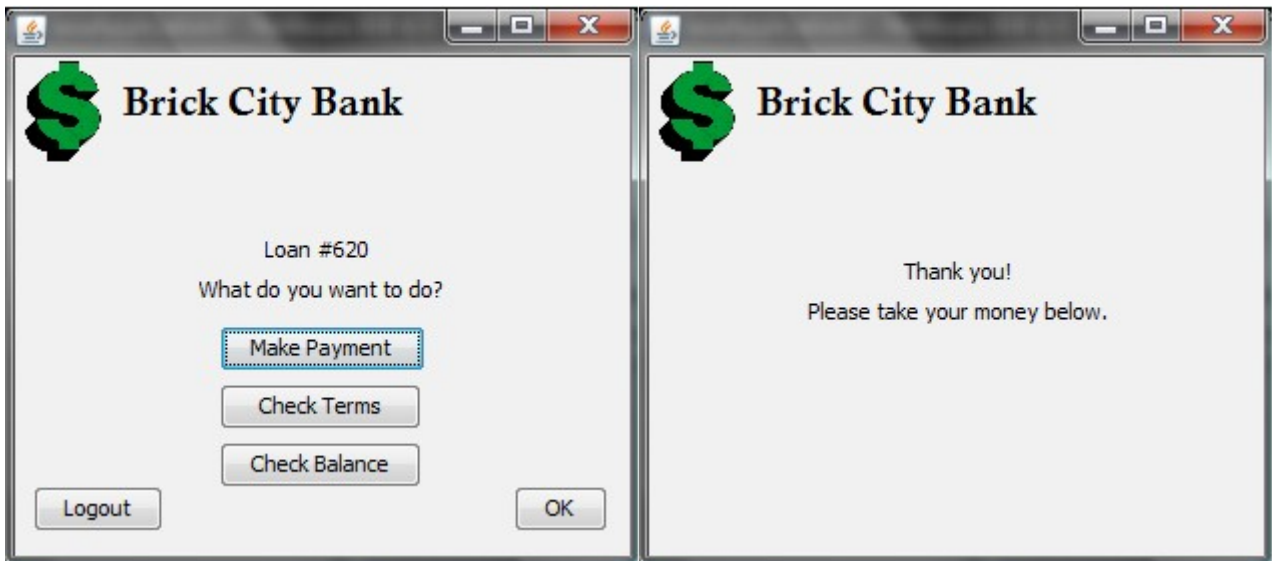 Brick City Bank
Loan #620
What do you want to do?
Make Payment
Check Terms
Check Balance
Logout
OK
Brick City Bank
Thank you!
Please take your money below.